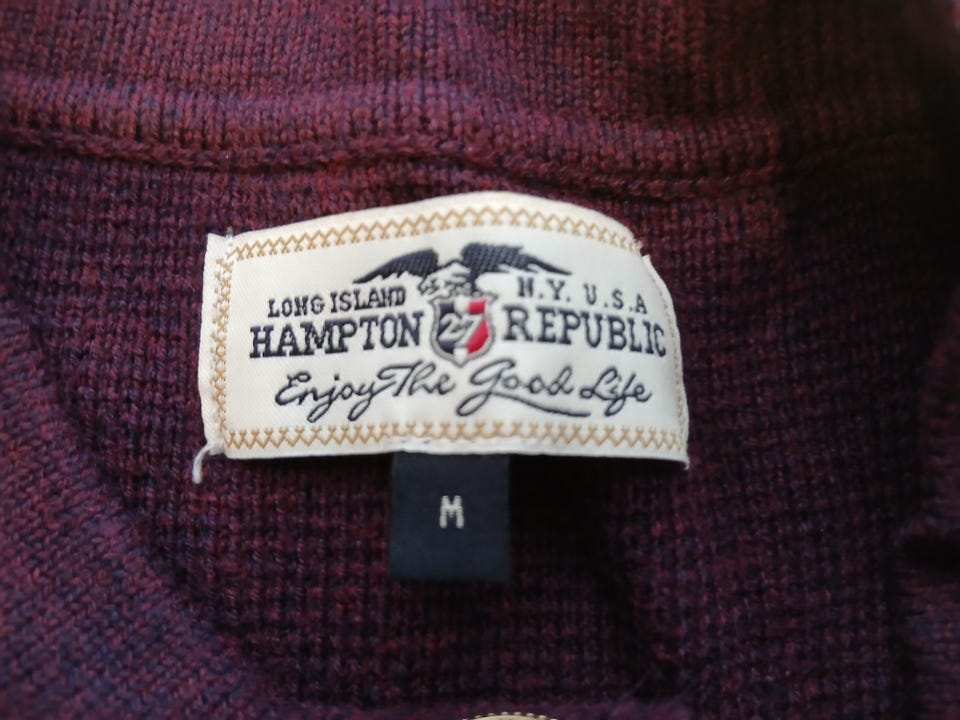 LONG ISLAND N.Y. U.S.A
HAMPTON 27 REPUBLIC
Enjoy The Good Life
M